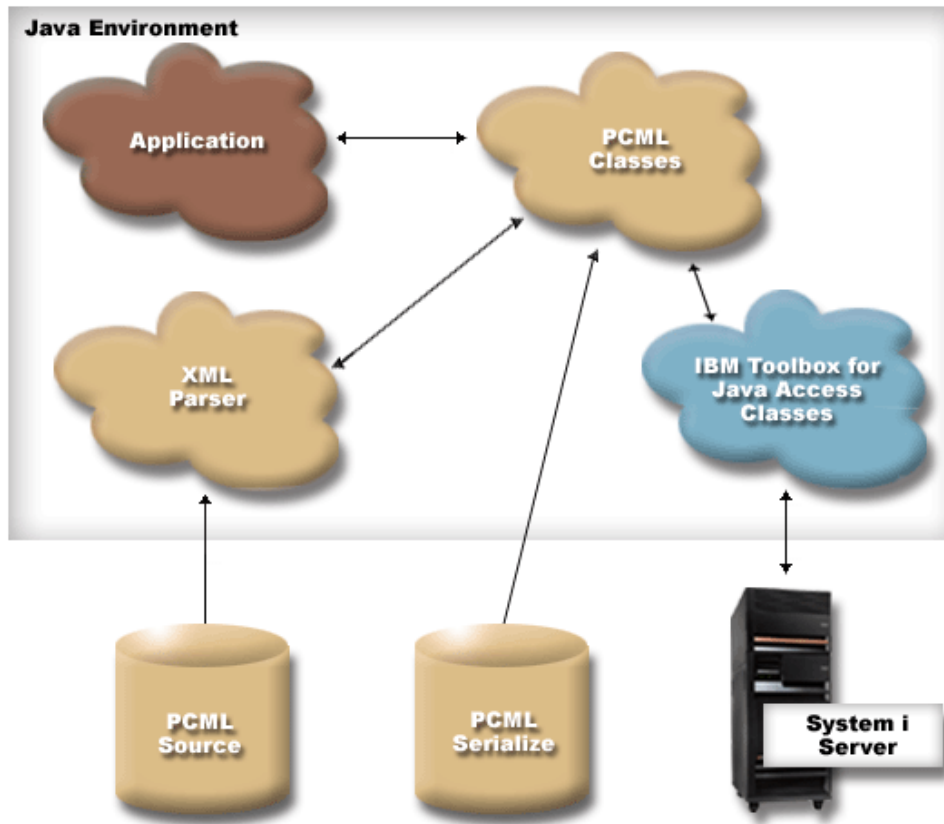 Java Environment
Application
PCML
Classes
XML
Parser
IBM Toolbox for
Java Access
Classes
PCML
Source
PCML
Serialize
System i
Server